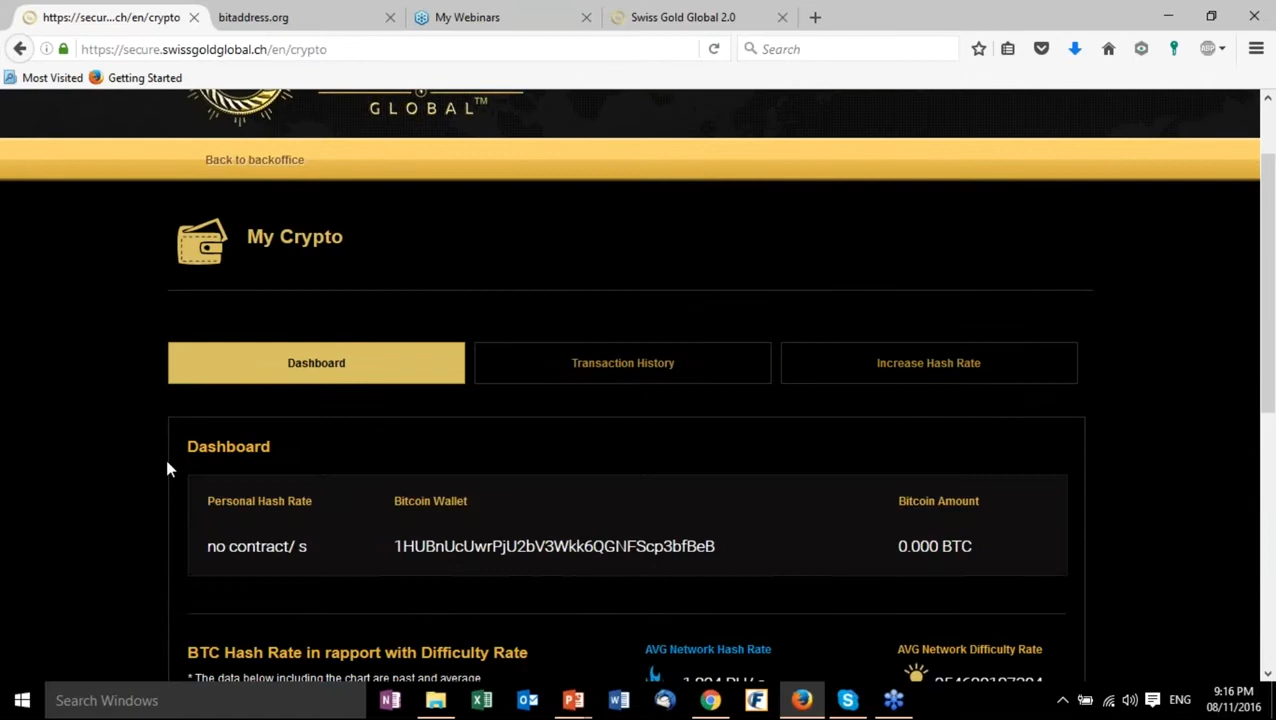 https://secur...ch/en/crypto
bitaddress.org
My Webinars
Swiss Gold Global 2.0
https://secure.swissgoldglobal.ch/en/crypto
Search
ABP
Most Visited
Getting Started
GLOBAL™
Back to backoffice
My Crypto
Dashboard
Transaction History
Increase Hash Rate
Dashboard
Personal Hash Rate
Bitcoin Wallet
Bitcoin Amount
no contract/ s
1HUBnUcUwrPjU2bV3Wkk6QGNFScp3bfBeB
0.000 BTC
BTC Hash Rate in rapport with Difficulty Rate
AVG Network Hash Rate
AVG Network Difficulty Rate
* The data below including the chart are past and average
Search Windows
ENG
9:16 PM
08/11/2016